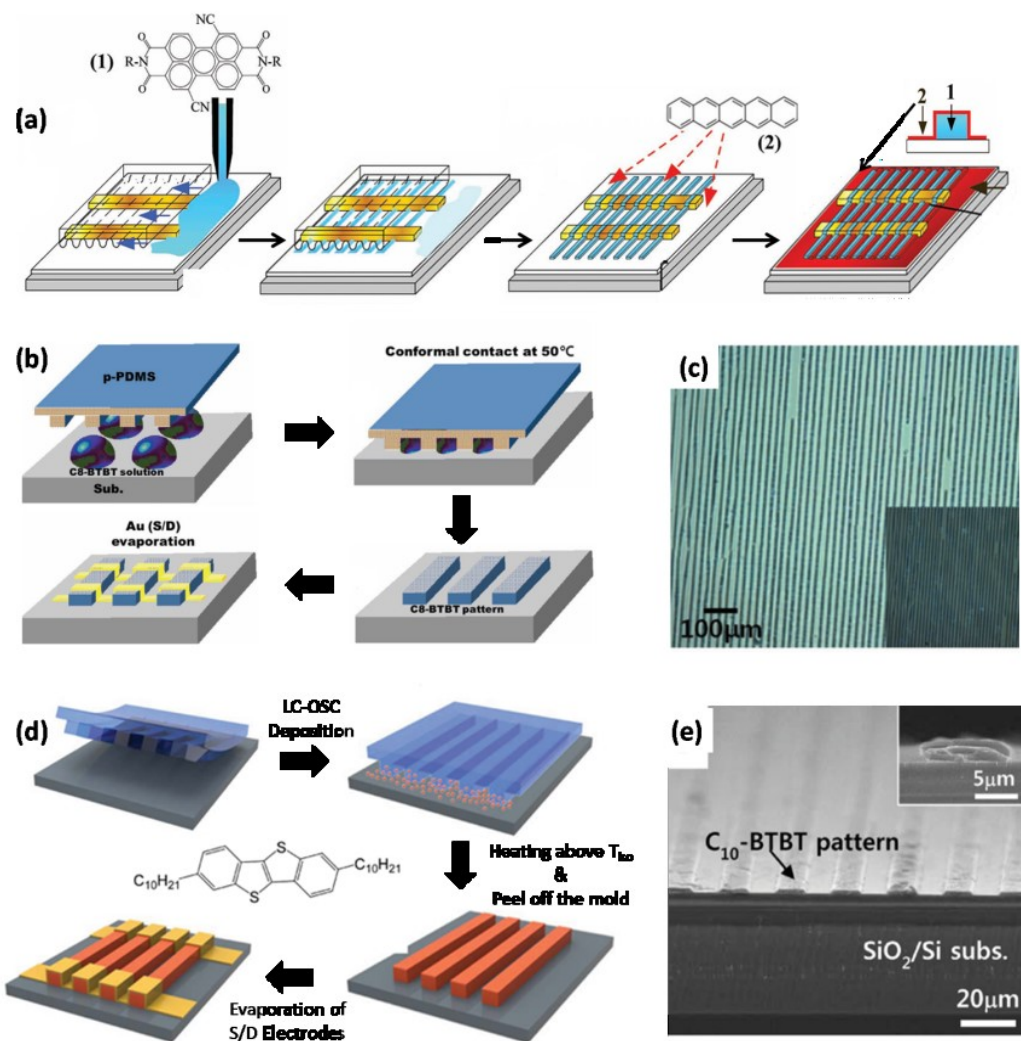 (a)
(1)
CN
R-N
O
O
O
O
N-R
CN
(2)
2
1
(b)
p-PDMS
C8-BTBT solution
Sub.
Conformal contact at 50℃
C8-BTBT pattern
Au (S/D)
evaporation
(c)
100μm
(d)
LC-OSC
Deposition
Heating above Tiso
&
Peel off the mold
C10H21
S
S
C10H21
Evaporation of
S/D Electrodes
(e)
5μm
C10-BTBT pattern
SiO2/Si subs.
20μm